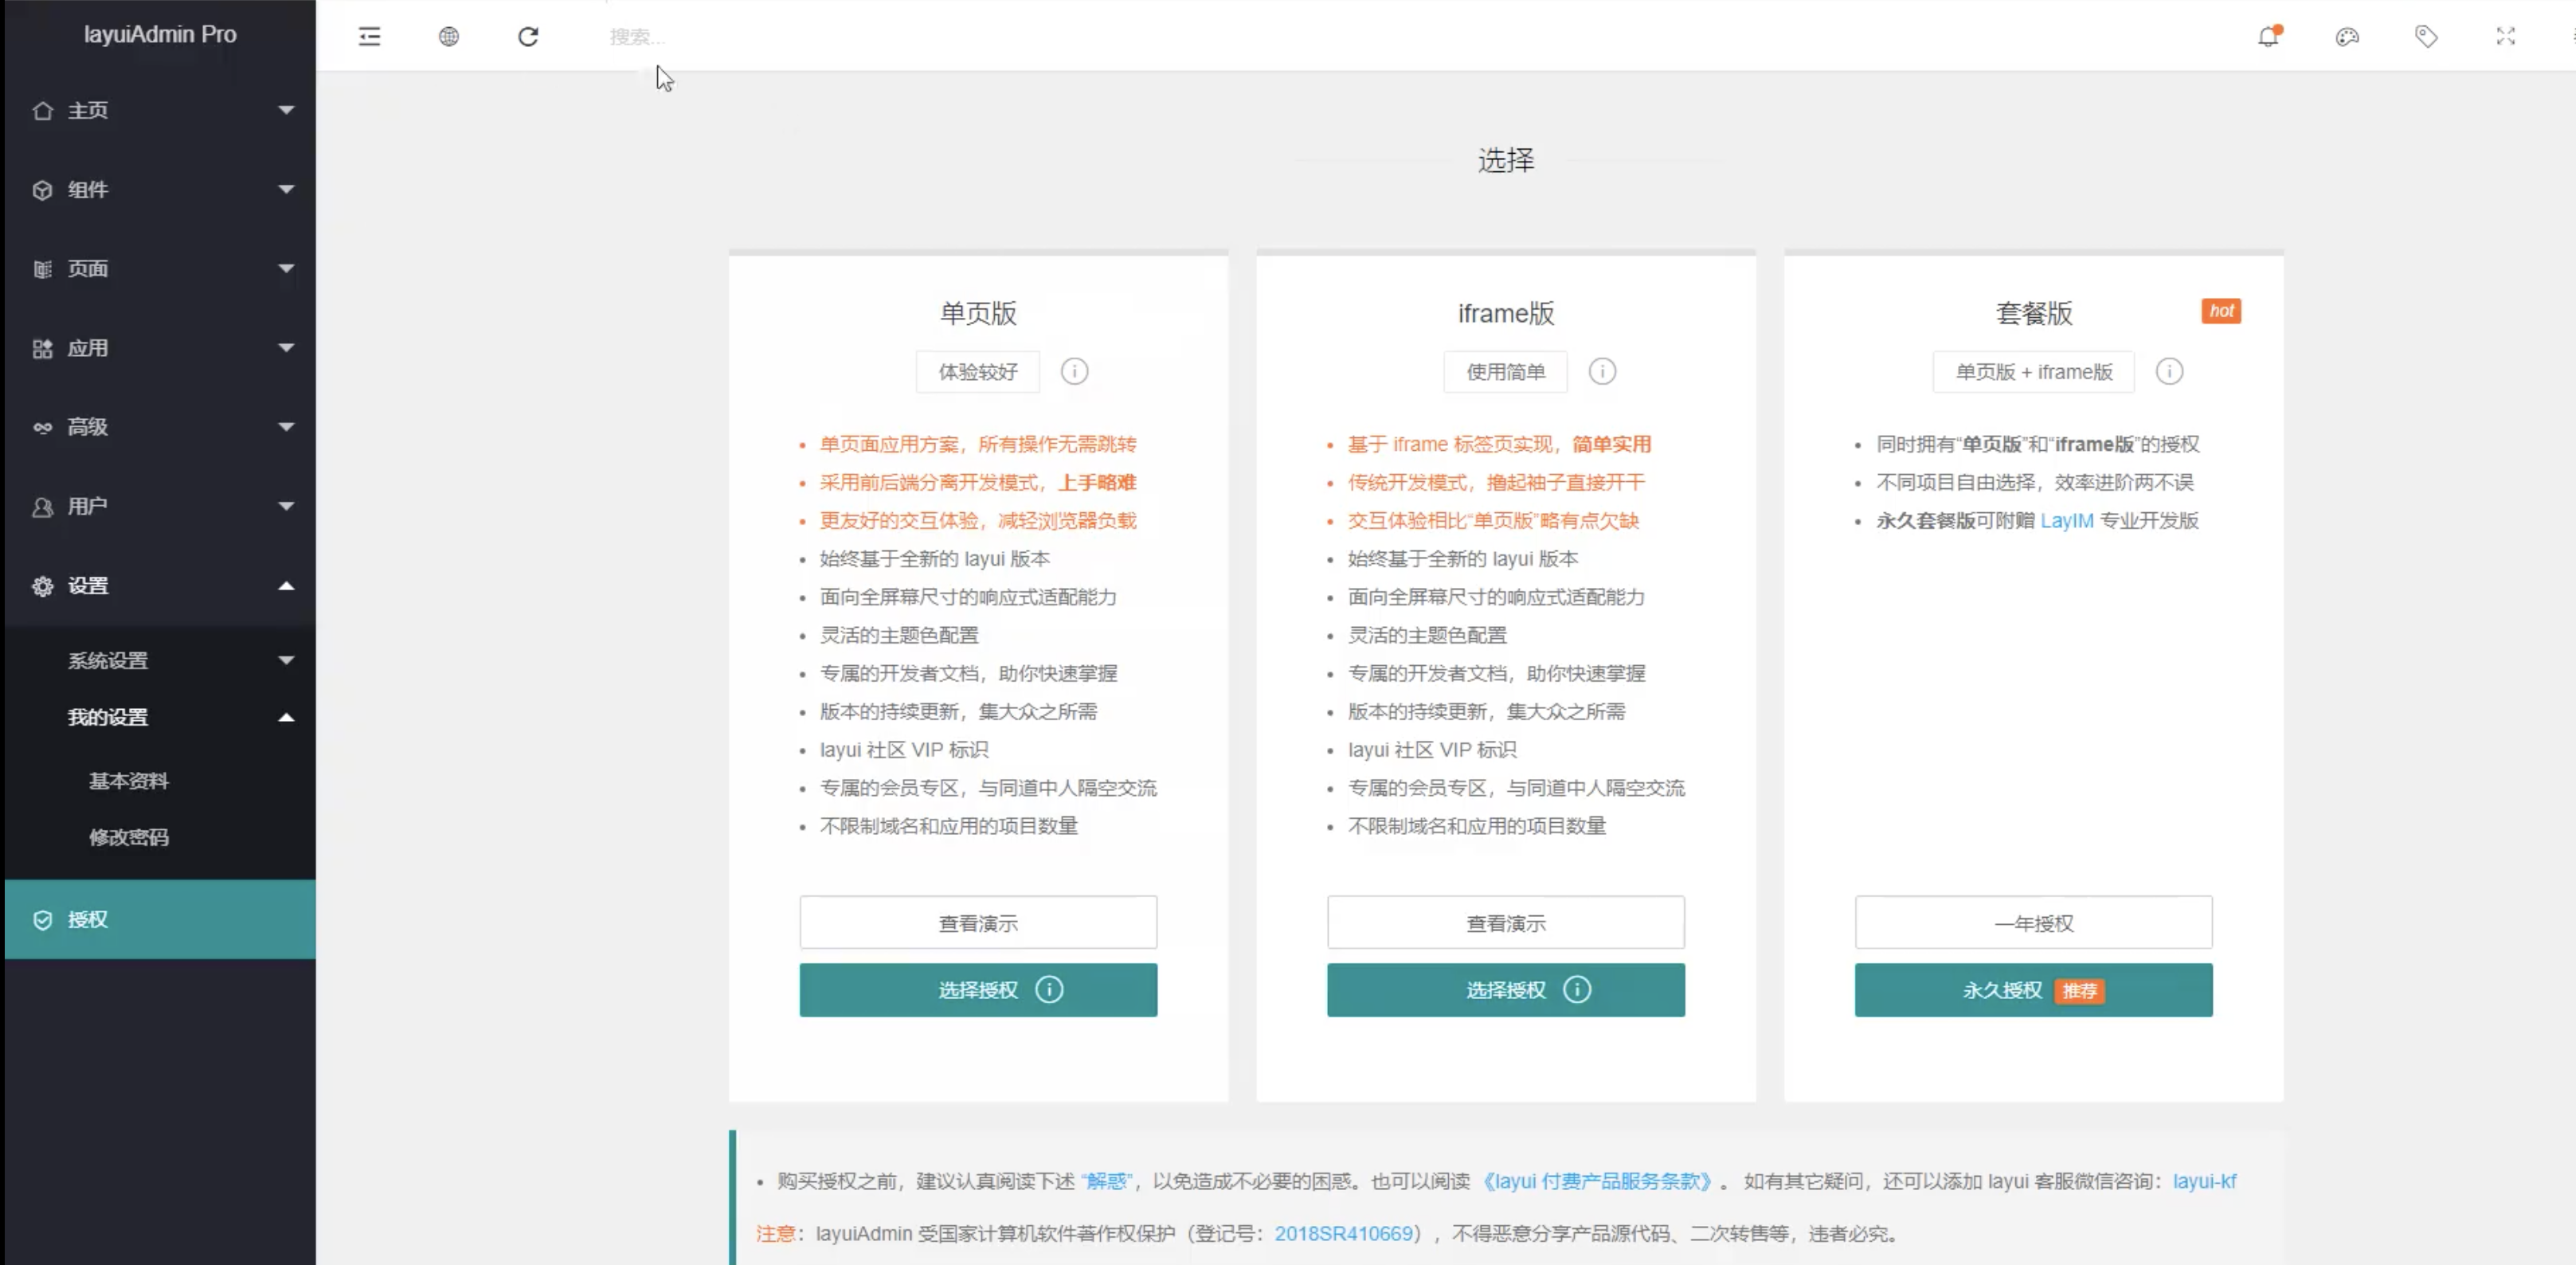 layuiAdmin Pro
搜索...
主页
组件
页面
应用
高级
用户
设置
系统设置
我的设置
基本资料
修改密码
授权
选择
单页版
体验较好
单页面应用方案，所有操作无需跳转
采用前后端分离开发模式，上手略难
更友好的交互体验，减轻浏览器负载
始终基于全新的 layui 版本
面向全屏幕尺寸的响应式适配能力
灵活的主题色配置
专属的开发者文档，助你快速掌握
版本的持续更新，集大众之所需
layui 社区 VIP 标识
专属的会员专区，与同道中人隔空交流
不限制域名和应用的项目数量
查看演示
选择授权
iframe版
使用简单
基于 iframe 标签页实现，简单实用
传统开发模式，撸起袖子直接开干
交互体验相比“单页版”略有点欠缺
始终基于全新的 layui 版本
面向全屏幕尺寸的响应式适配能力
灵活的主题色配置
专属的开发者文档，助你快速掌握
版本的持续更新，集大众之所需
layui 社区 VIP 标识
专属的会员专区，与同道中人隔空交流
不限制域名和应用的项目数量
查看演示
选择授权
套餐版 hot
单页版 + iframe版
同时拥有“单页版”和“iframe版”的授权
不同项目自由选择，效率进阶两不误
永久套餐版可附赠 LayIM 专业开发版
一年授权
永久授权 推荐
购买授权之前，建议认真阅读下述 “解惑”，以免造成不必要的困惑。也可以阅读 《layui 付费产品服务条款》。 如有其它疑问，还可以添加 layui 客服微信咨询：layui-kf
注意：layuiAdmin 受国家计算机软件著作权保护（登记号：2018SR410669），不得恶意分享产品源代码、二次转售等，违者必究。